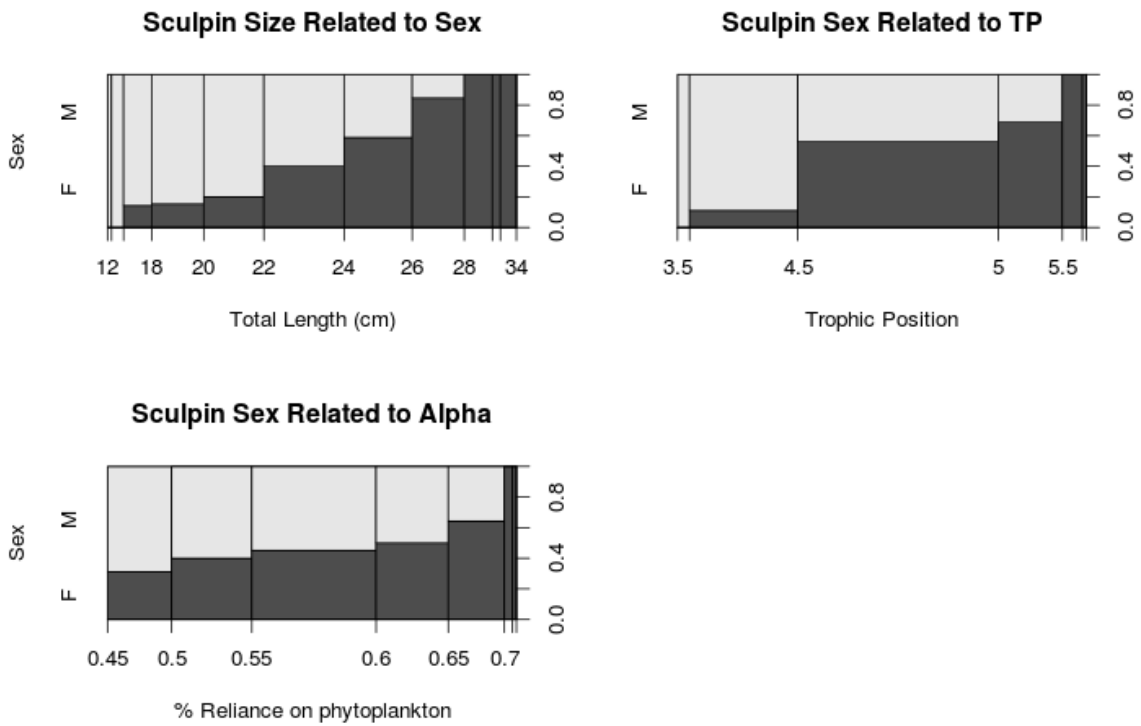 Sculpin Size Related to Sex
Sex
F M
0.0 0.4 0.8
12 18 20 22 24 26 28 34
Total Length (cm)
Sculpin Sex Related to TP
F M
0.0 0.4 0.8
3.5 4.5 5 5.5
Trophic Position
Sculpin Sex Related to Alpha
Sex
F M
0.0 0.4 0.8
0.45 0.5 0.55 0.6 0.65 0.7
% Reliance on phytoplankton